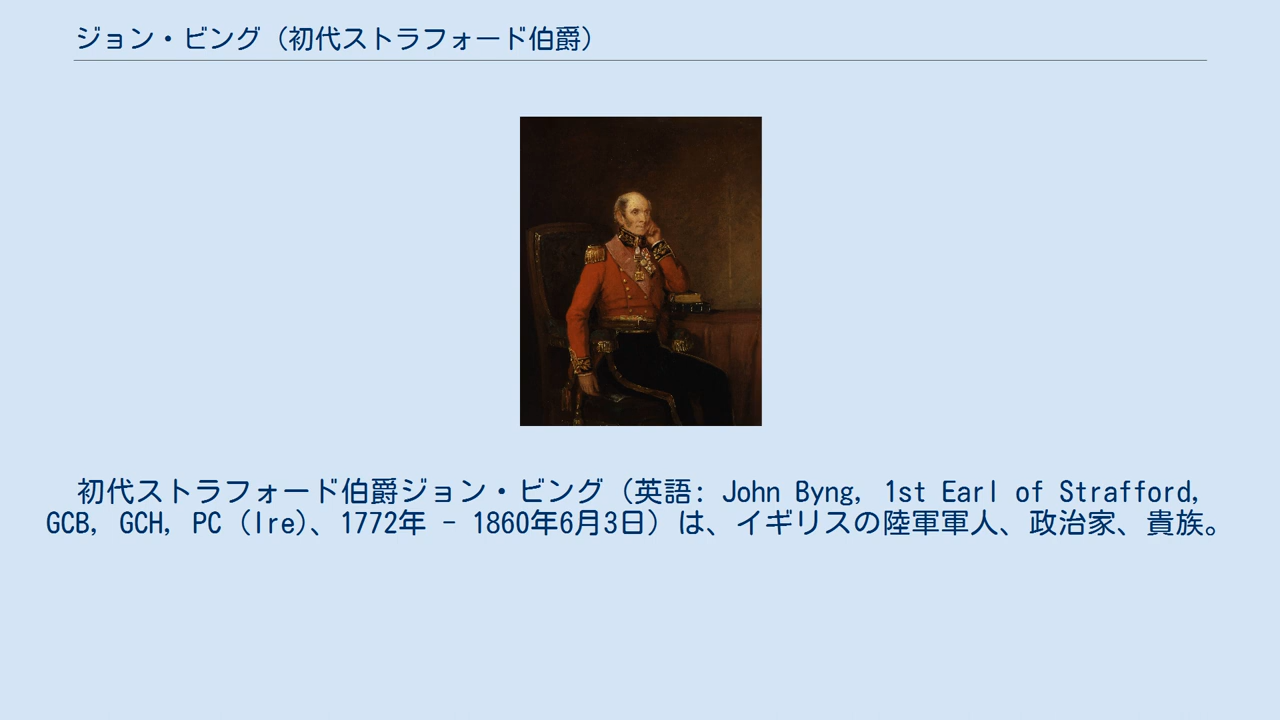 ジョン・ビング（初代ストラフォード伯爵）
初代ストラフォード伯爵ジョン・ビング（英語: John Byng, 1st Earl of Strafford,
GCB, GCH, PC (Ire)、1772年 - 1860年6月3日）は、イギリスの陸軍軍人、政治家、貴族。